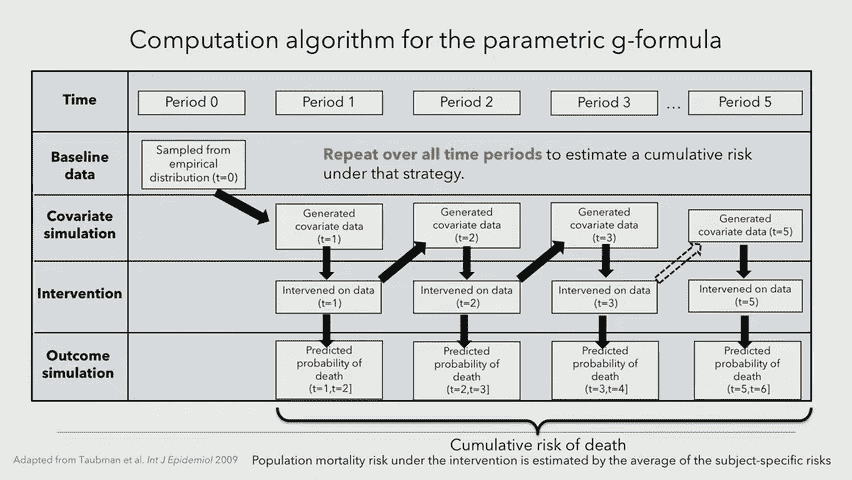 Computation algorithm for the parametric g-formula
Time
Period 0
Period 1
Period 2
Period 3
...
Period 5
Baseline
data
Sampled from
empirical
distribution (t=0)
Repeat over all time periods to estimate a cumulative risk
under that strategy.
Covariate
simulation
Generated
covariate data
(t=1)
Generated
covariate data
(t=2)
Generated
covariate data
(t=3)
Generated
covariate data (t=5)
Intervention
Intervened on data
(t=1)
Intervened on data
(t=2)
Intervened on data
(t=3)
Intervened on data
(t=5)
Outcome
simulation
Predicted
probability of
death
(t=1,t=2]
Predicted
probability of
death
(t=2,t=3]
Predicted
probability of
death
(t=3,t=4]
Predicted
probability of
death
(t=5,t=6]
Cumulative risk of death
Adapted from Taubman et al. Int J Epidemiol 2009
Population mortality risk under the intervention is estimated by the average of the subject-specific risks